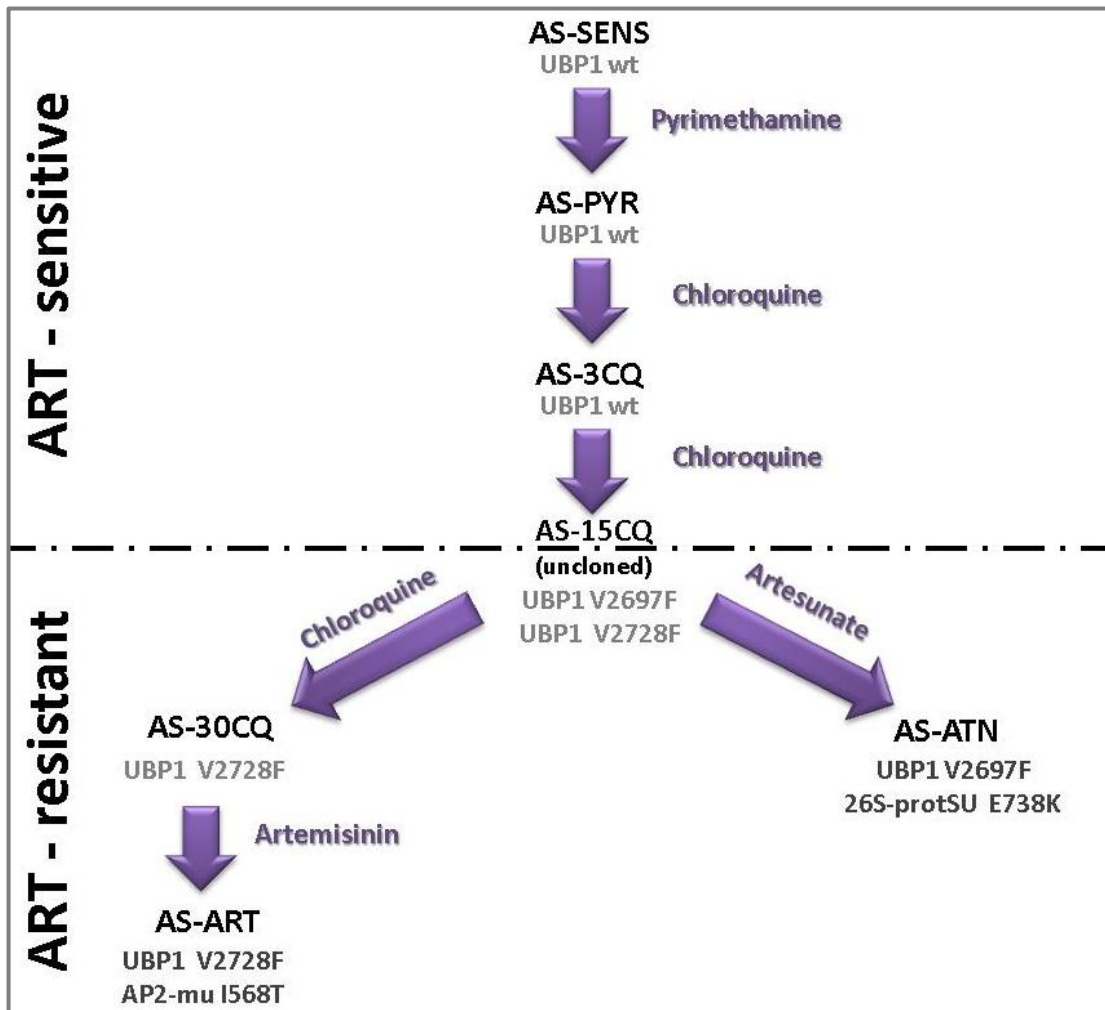 ART - sensitive
AS-SENS
UBP1 wt
Pyrimethamine
AS-PYR
UBP1 wt
Chloroquine
AS-3CQ
UBP1 wt
Chloroquine
AS-15CQ
(uncloned)
UBP1 V2697F
UBP1 V2728F
ART - resistant
Chloroquine
Artesunate
AS-30CQ
UBP1 V2728F
Artemisinin
AS-ART
UBP1 V2728F
AP2-mu I568T
AS-ATN
UBP1 V2697F
26S-protSU E738K